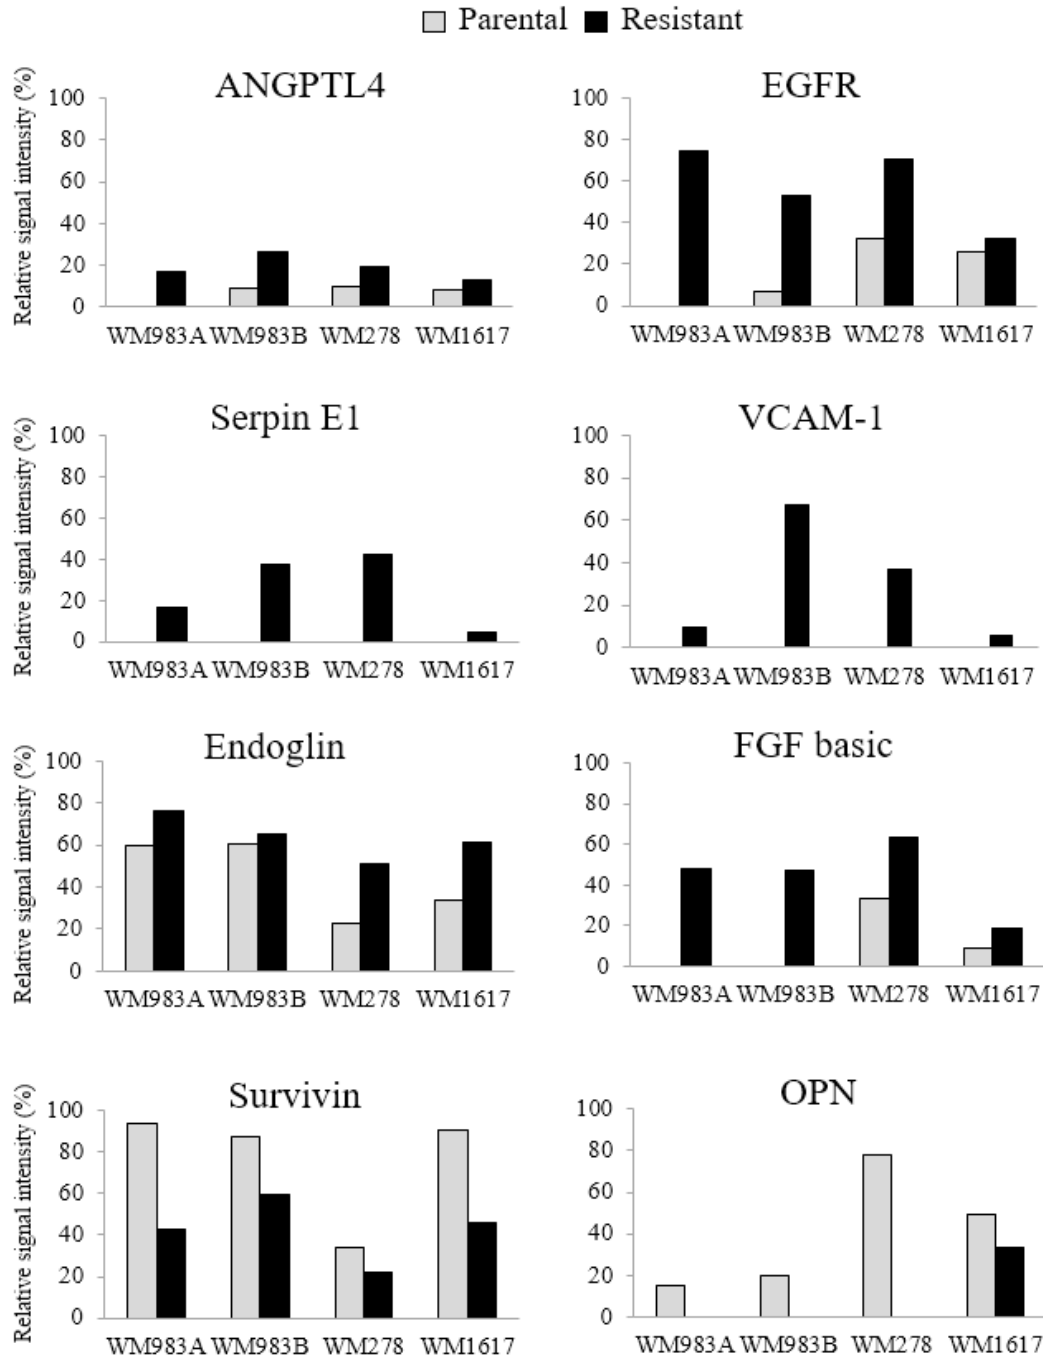 Parental Resistant
ANGPTL4
Relative signal intensity (%)
100
80
60
40
20
0
WM983A WM983B WM278 WM1617
EGFR
100
80
60
40
20
0
WM983A WM983B WM278 WM1617
Serpin E1
Relative signal intensity (%)
100
80
60
40
20
0
WM983A WM983B WM278 WM1617
VCAM-1
100
80
60
40
20
0
WM983A WM983B WM278 WM1617
Endoglin
Relative signal intensity (%)
100
80
60
40
20
0
WM983A WM983B WM278 WM1617
FGF basic
100
80
60
40
20
0
WM983A WM983B WM278 WM1617
Survivin
Relative signal intensity (%)
100
80
60
40
20
0
WM983A WM983B WM278 WM1617
OPN
100
80
60
40
20
0
WM983A WM983B WM278 WM1617